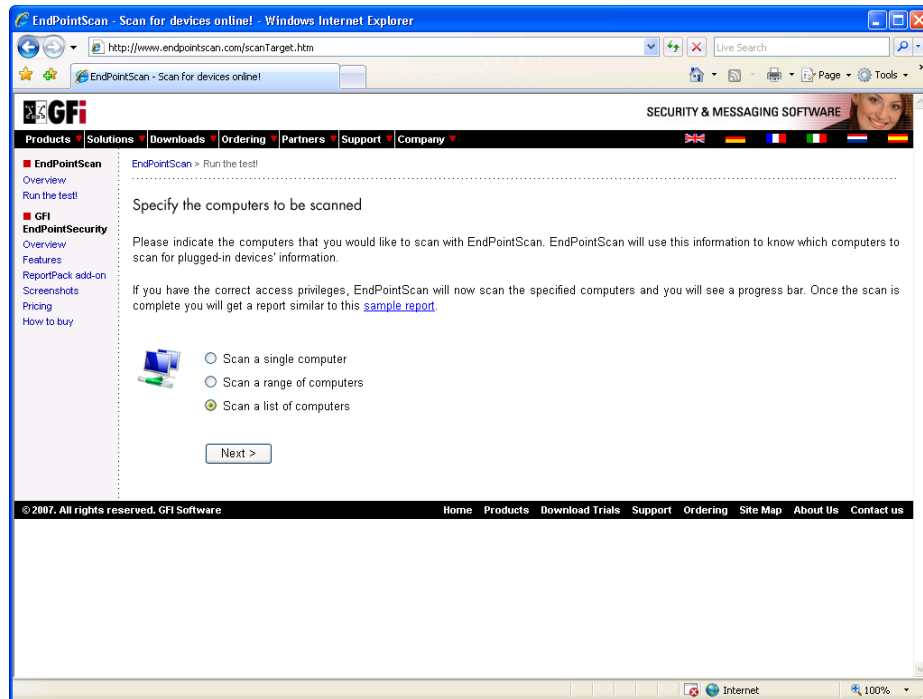 EndPointScan - Scan for devices online! - Windows Internet Explorer
http://www.endpointscan.com/scanTarget.htm
Live Search
EndPointScan - Scan for devices online!
Page
Tools
GFi
SECURITY & MESSAGING SOFTWARE
Products Solutions Downloads Ordering Partners Support Company
EndPointScan
Overview
Run the test!
GFI
EndPointSecurity
Overview
Features
ReportPack add-on
Screenshots
Pricing
How to buy
EndPointScan > Run the test!
Specify the computers to be scanned
Please indicate the computers that you would like to scan with EndPointScan. EndPointScan will use this information to know which computers to
scan for plugged-in devices' information.
If you have the correct access privileges, EndPointScan will now scan the specified computers and you will see a progress bar. Once the scan is
complete you will get a report similar to this sample report.
Scan a single computer
Scan a range of computers
Scan a list of computers
Next >
© 2007. All rights reserved. GFI Software
Home Products Download Trials Support Ordering Site Map About Us Contact us
Internet
100%